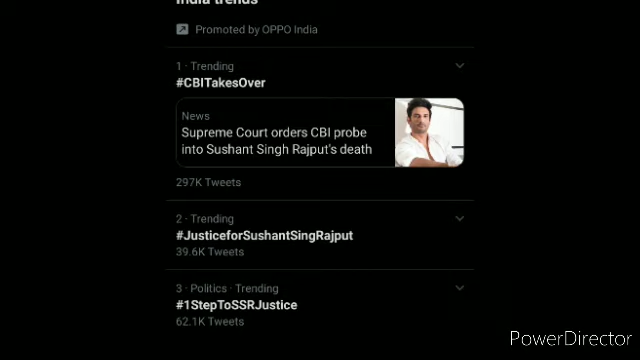 India trends
Promoted by OPPO India
1 · Trending
#CBITakesOver
News
Supreme Court orders CBI probe
into Sushant Singh Rajput's death
297K Tweets
2 · Trending
#JusticeforSushantSingRajput
39.6K Tweets
3 · Politics · Trending
#1StepToSSRJustice
62.1K Tweets
PowerDirector